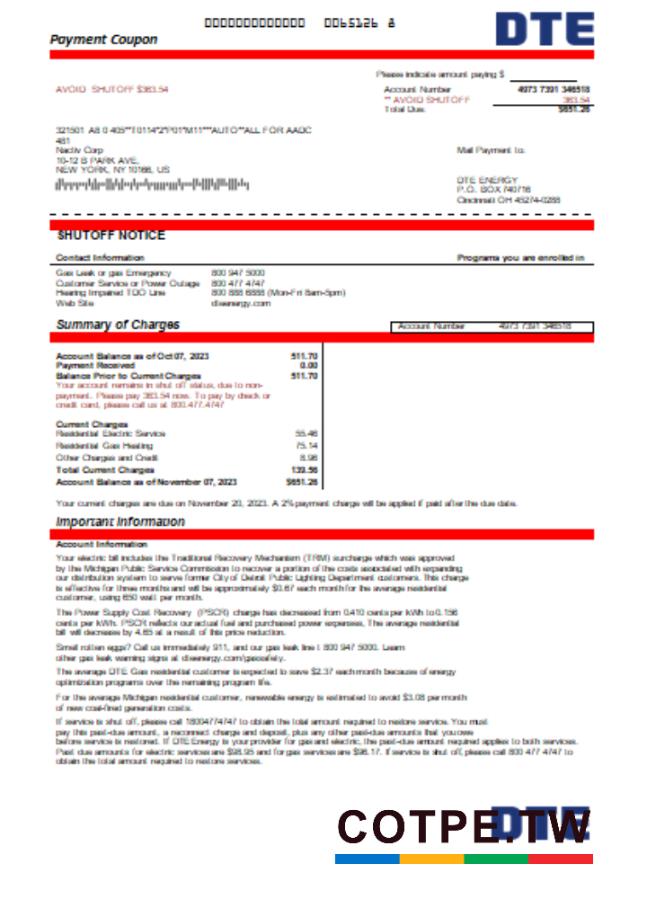 0000000000000 0065126 8
DTE
Payment Coupon
Please indicate amount paying $
AVOID SHUTOFF $363.54
Account Number 4973 7391 346518
** AVOID SHUTOFF 363.54
Total Due: $651.26
321501 A8 0 405**T0114*2*P01*M11***AUTO**ALL FOR AADC
481
Nactiv Corp
10-12 B PARK AVE,
NEW YORK, NY 10166, US
Mail Payment to:
DTE ENERGY
P.O. BOX 740716
Cincinnati OH 45274-0288
SHUTOFF NOTICE
Contact Information Programs you are enrolled in
Gas Leak or gas Emergency 800 947 5000
Customer Service or Power Outage 800 477 4747
Hearing Impaired TDO Line 800 888 6888 (Mon-Fri 8am-5pm)
Web Site dteenergy.com
Summary of Charges
Account Number 4973 7391 346518
Account Balance as of Oct 07, 2023 511.70
Payment Received 0.00
Balance Prior to Current Charges 511.70
Your account remains in shut off status, due to non-
payment. Please pay 363.54 now. To pay by check or
credit card, please call us at 800.477.4747
Current Charges
Residential Electric Service 55.46
Residential Gas Heating 75.14
Other Charges and Credit 8.96
Total Current Charges 139.56
Account Balance as of November 07, 2023 $651.26
Your current charges are due on November 20, 2023. A 2% payment charge will be applied if paid after the due date.
Important Information
Account Information
Your electric bill includes the Traditional Recovery Mechanism (TRM) surcharge which was approved
by the Michigan Public Service Commission to recover a portion of the costs associated with expanding
our distribution system to serve former City of Detroit Public Lighting Department customers. This charge
is effective for three months and will be approximately $0.67 each month for the average residential
customer, using 650 watt per month.
The Power Supply Cost Recovery (PSCR) charge has decreased from 0.410 cents per kWh to 0.156
cents per kWh. PSCR reflects our actual fuel and purchased power expenses, The average residential
bill will decrease by 4.65 at a result of this price reduction.
Smell rotten eggs? Call us immediately 911, and our gas leak line t 800 947 5000. Learn
other gas leak warning signs at dteenergy.com/gassafety.
The average DTE Gas residential customer is expected to save $2.37 each month because of energy
optimization programs over the remaining program life.
For the average Michigan residential customer, renewable energy is estimated to avoid $3.08 per month
of new coal-fired generation costs.
If service is shut off, please call 18004774747 to obtain the total amount required to restore service. You must
pay this past-due amount, a reconnect charge and deposit, plus any other past-due amounts that you owe
before service is restored. If DTE Energy is your provider for gas and electric, the past-due amount required applies to both services.
Past due amounts for electric services are $98.95 and for gas services are $96.17. If service is shut off, please call 800 477 4747 to
obtain the total amount required to restore services.
DTE
COTPE.TW